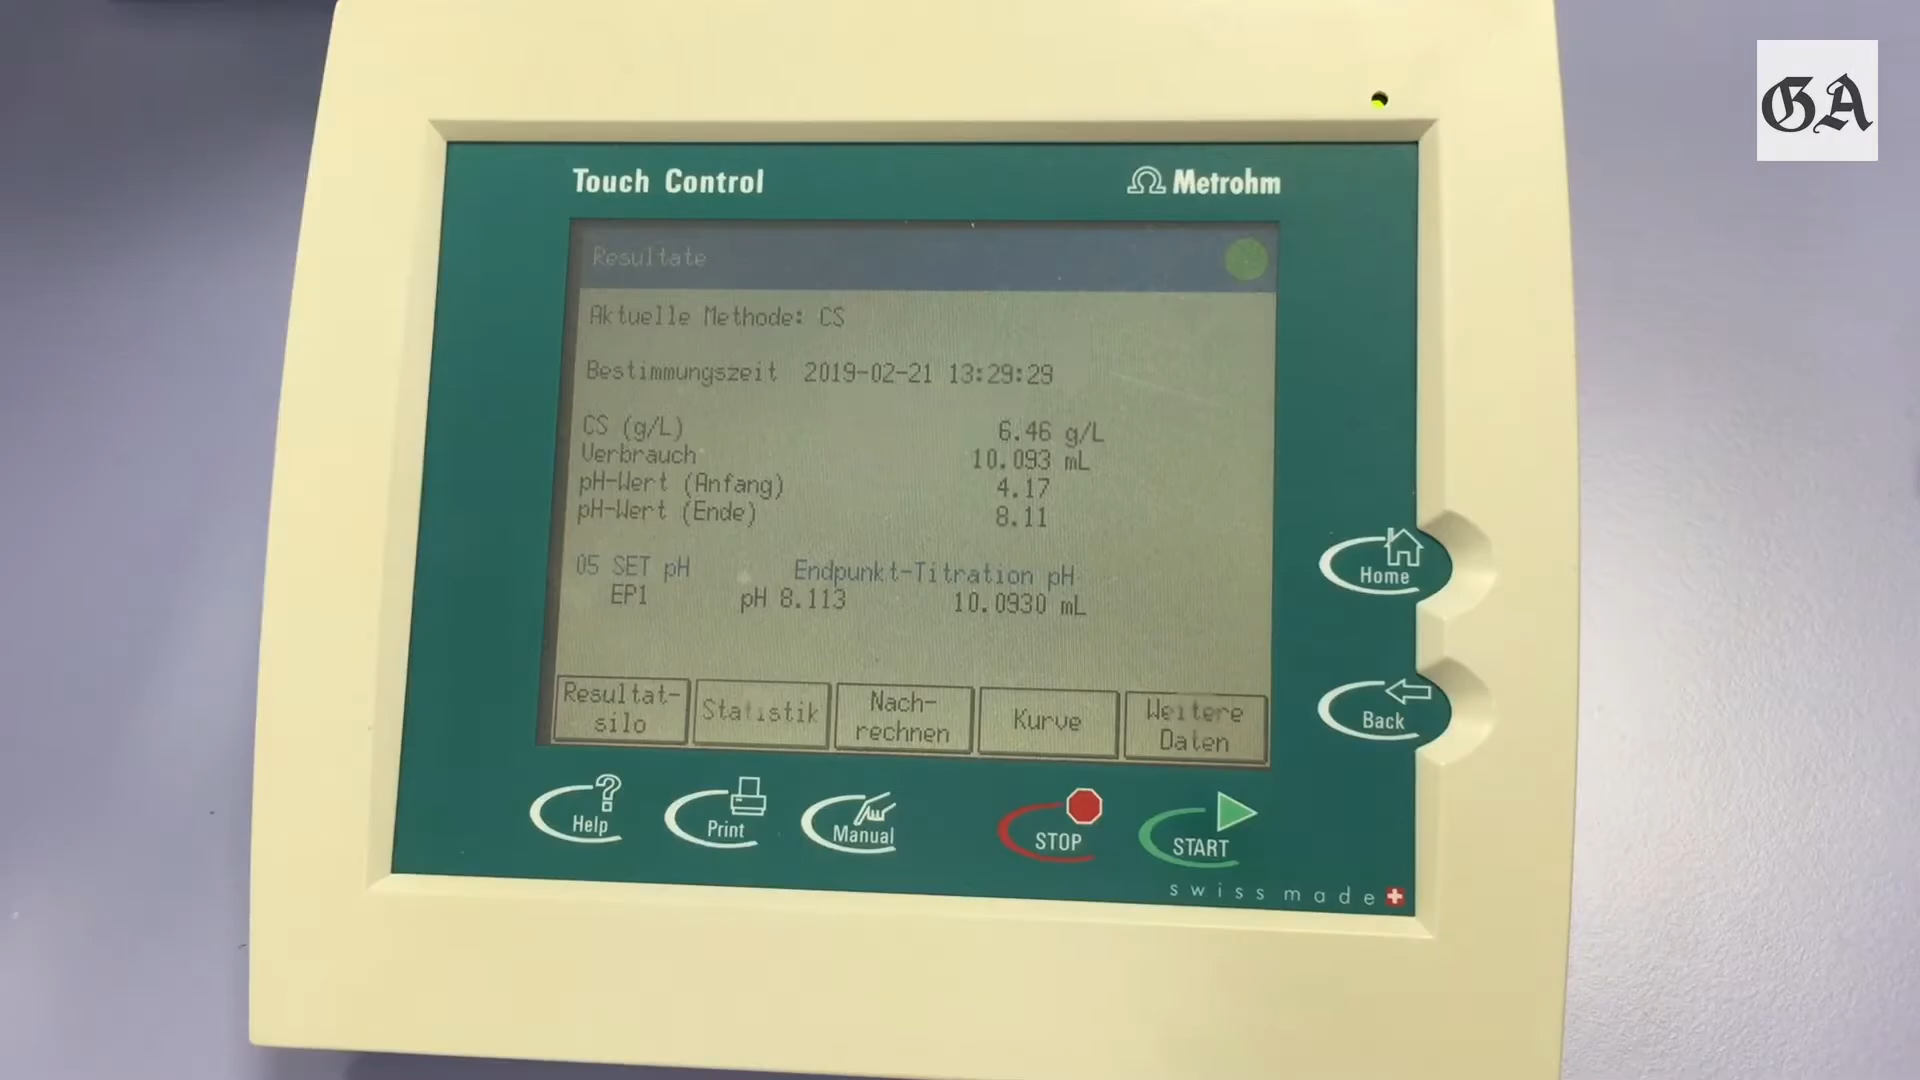 GA
Touch Control
Metrohm
Resultate
Aktuelle Methode: CS
Bestimmungszeit 2019-02-21 13:29:29
CS (g/L) 6.46 g/L
Verbrauch 10.093 mL
pH-Wert (Anfang) 4.17
pH-Wert (Ende) 8.11
05 SET pH Endpunkt-Titration pH
EP1 pH 8.113 10.0930 mL
Resultat-
silo
Statistik
Nach-
rechnen
Kurve
Weitere
Daten
Home
Back
Help
Print
Manual
STOP
START
swissmade